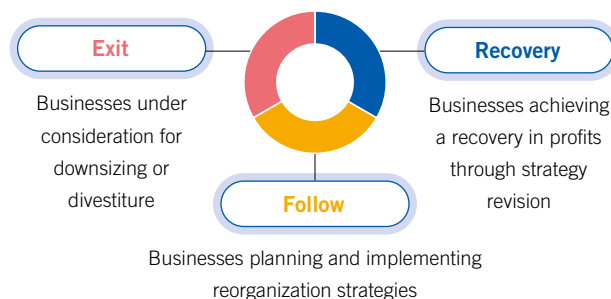 Exit
Businesses under
consideration for
downsizing or
divestiture
Recovery
Businesses achieving
a recovery in profits
through strategy
revision
Follow
Businesses planning and implementing
reorganization strategies